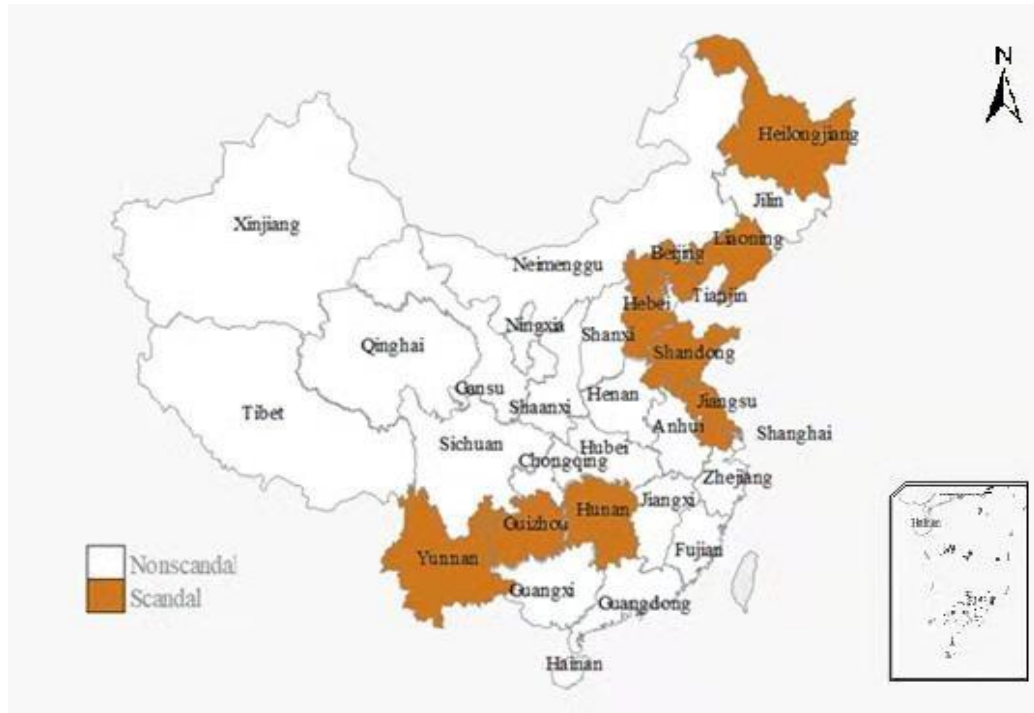 N
Heilongjiang
Jilin
Liaoning
Beijing
Xinjiang
Neimenggu
Tianjin
Hebei
Ningxia
Shanxi
Qinghai
Shandong
Gansu
Henan
Jiangsu
Shaanxi
Tibet
Anhui
Shanghai
Sichuan
Hubei
Chongqing
Zhejiang
Jiangxi
Hunan
Guizhou
Fujian
Yunnan
Nonscandal
Guangxi
Scandal
Guangdong
Hainan
Hainan